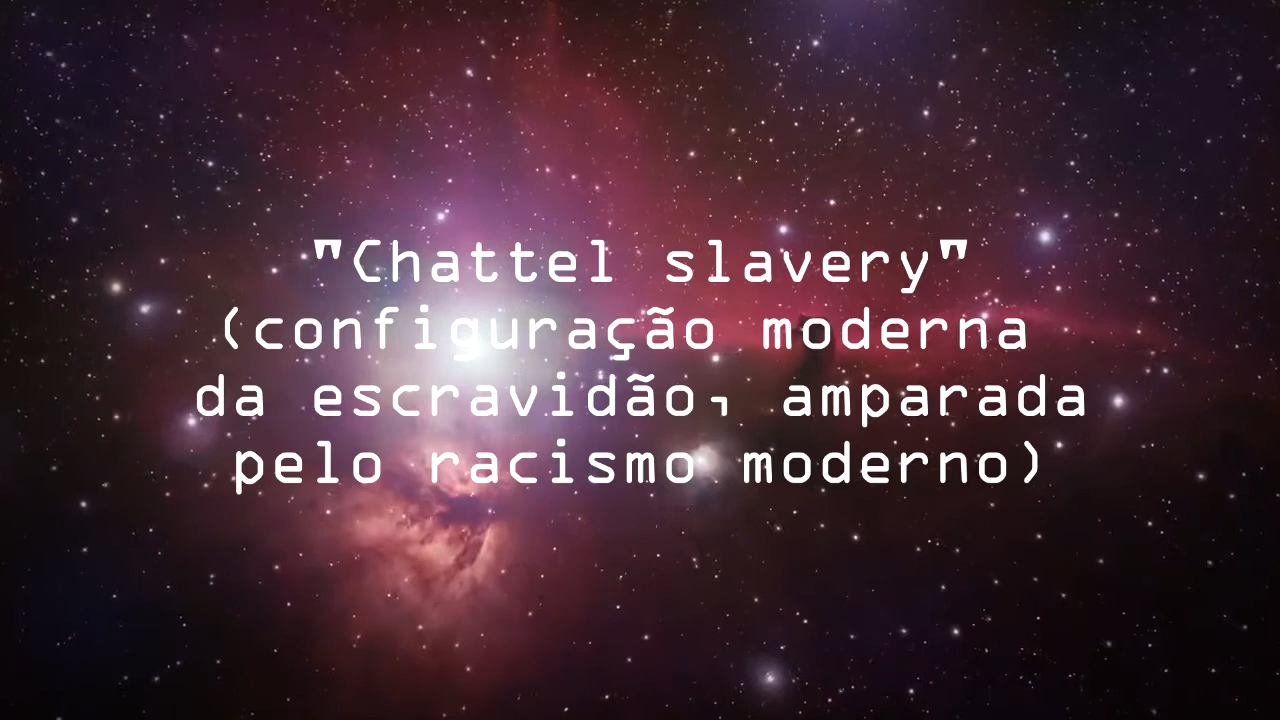 "Chattel slavery"
(configuração moderna
da escravidão, amparada
pelo racismo moderno)